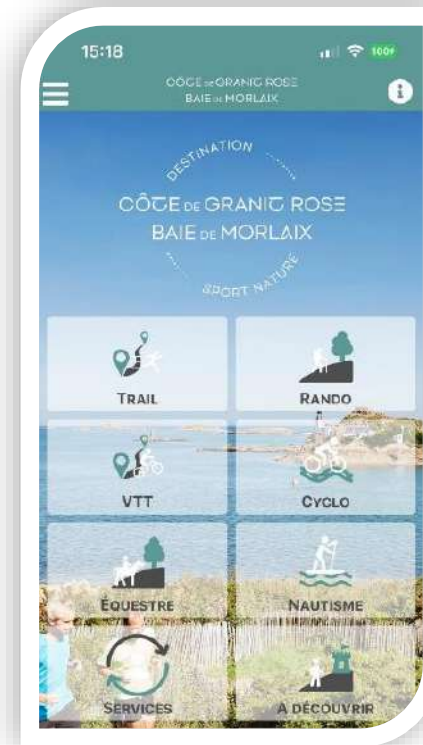 15:18
100+
CÔTE DE GRANIT ROSE
BAIE DE MORLAIX
DESTINATION
CÔTE DE GRANIT ROSE
BAIE DE MORLAIX
SPORT NATURE
TRAIL
RANDO
VTT
CYCLO
ÉQUESTRE
NAUTISME
SERVICES
A DÉCOUVRIR